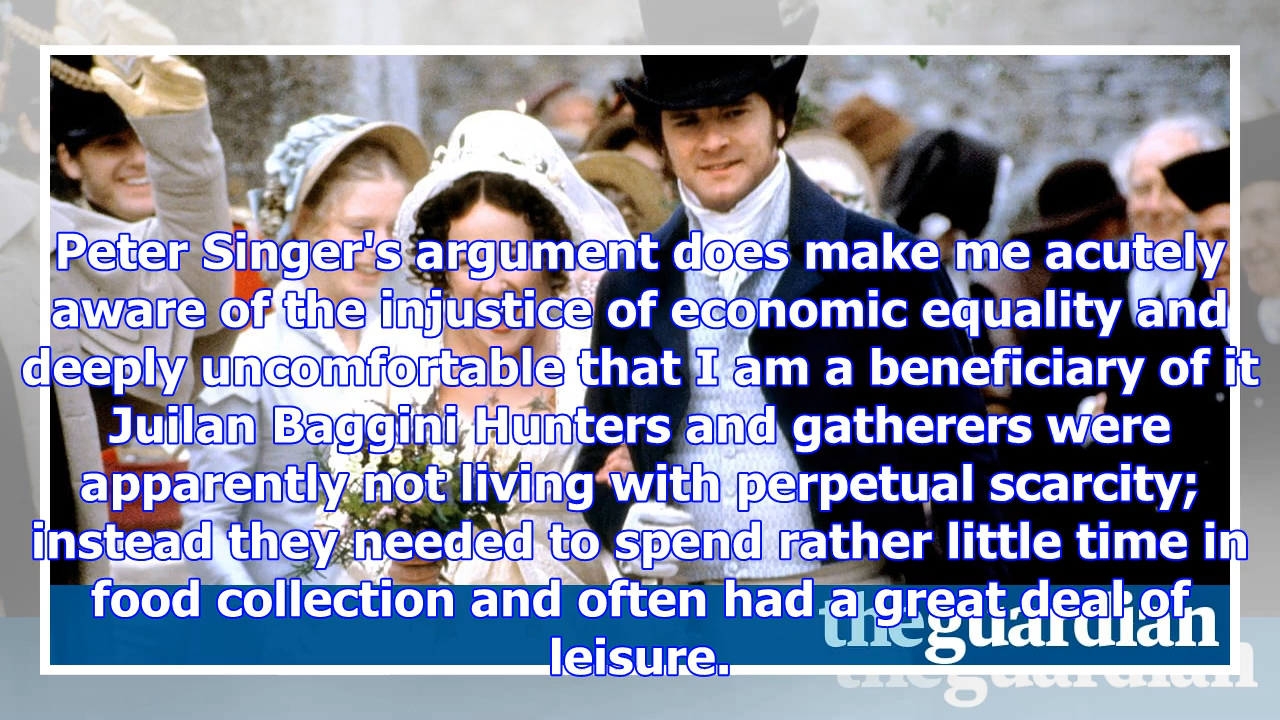 Peter Singer's argument does make me acutely
aware of the injustice of economic equality and
deeply uncomfortable that I am a beneficiary of it
Juilan Baggini Hunters and gatherers were
apparently not living with perpetual scarcity;
instead they needed to spend rather little time in
food collection and often had a great deal of
leisure.
theguardian
theguardian